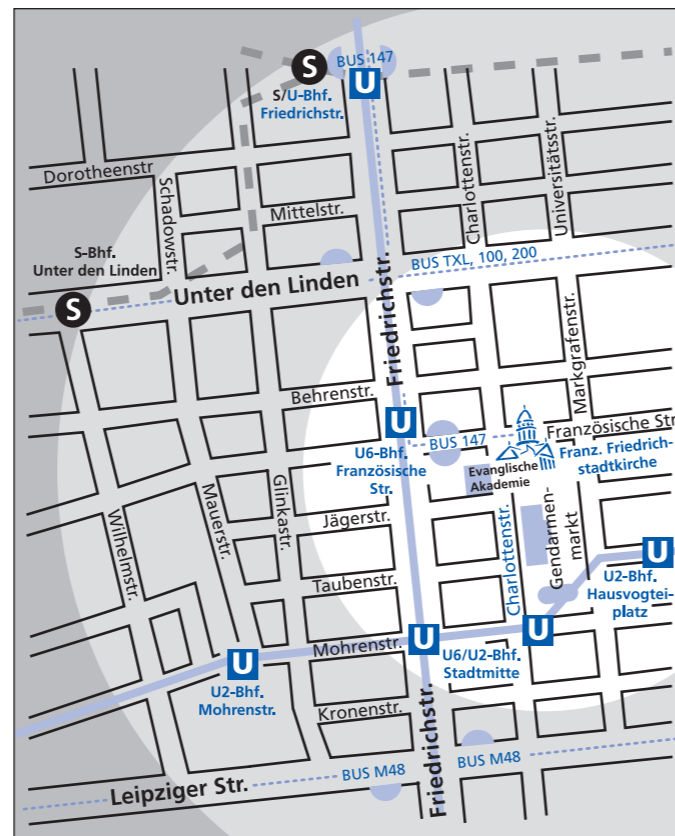 BUS 147
S
U
S/U-Bhf.
Friedrichstr.
Dorotheenstr
Schadowstr.
Mittelstr.
Charlottenstr.
Universitätsstr.
S-Bhf.
Unter den Linden
S
Unter den Linden
BUS TXL, 100, 200
Friedrichstr.
Behrenstr.
Markgrafenstr.
U
BUS 147
Französische Str
U6-Bhf.
Französische
Str.
Evanglische
Akademie
Franz. Friedrich-
stadtkirche
Glinkastr.
Mauerstr.
Wilhelmstr.
Jägerstr.
Charlottenstr.
Gendarmen-
markt
U
U2-Bhf.
Hausvogtei-
platz
Taubenstr.
Mohrenstr.
U
U
U
U6/U2-Bhf.
Stadtmitte
U2-Bhf.
Mohrenstr.
Kronenstr.
Friedrichstr.
BUS M48
BUS M48
Leipziger Str.